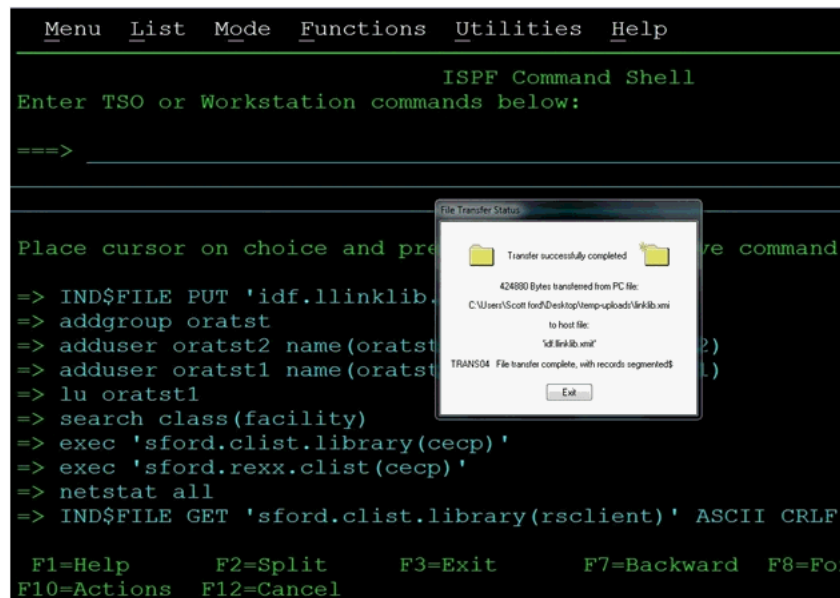 Menu List Mode Functions Utilities Help
ISPF Command Shell
Enter TSO or Workstation commands below:
===>
Place cursor on choice and pre ve command
=> IND$FILE PUT 'idf.llinklib.
=> addgroup oratst
=> adduser oratst2 name(oratst 2)
=> adduser oratst1 name(oratst 1)
=> lu oratst1
=> search class(facility)
=> exec 'sford.clist.library(cecp)'
=> exec 'sford.rexx.clist(cecp)'
=> netstat all
=> IND$FILE GET 'sford.clist.library(rsclient)' ASCII CRLF
F1=Help F2=Split F3=Exit F7=Backward F8=Fo
F10=Actions F12=Cancel
File Transfer Status
Transfer successfully completed
424880 Bytes transferred from PC file:
C:\Users\Scott ford\Desktop\temp-uploads\linklib.xmi
to host file:
'idf.llinklib.xmit'
TRANS04 File transfer complete, with records segmented$
Exit